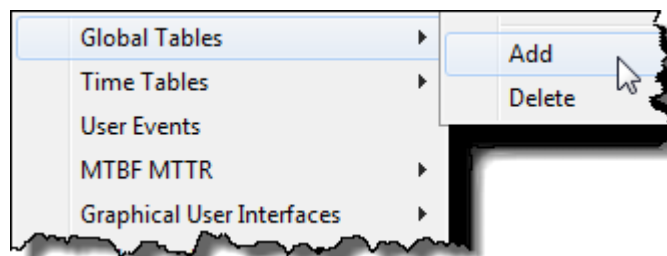 Global Tables
Time Tables
User Events
MTBF MTTR
Graphical User Interfaces
Add
Delete